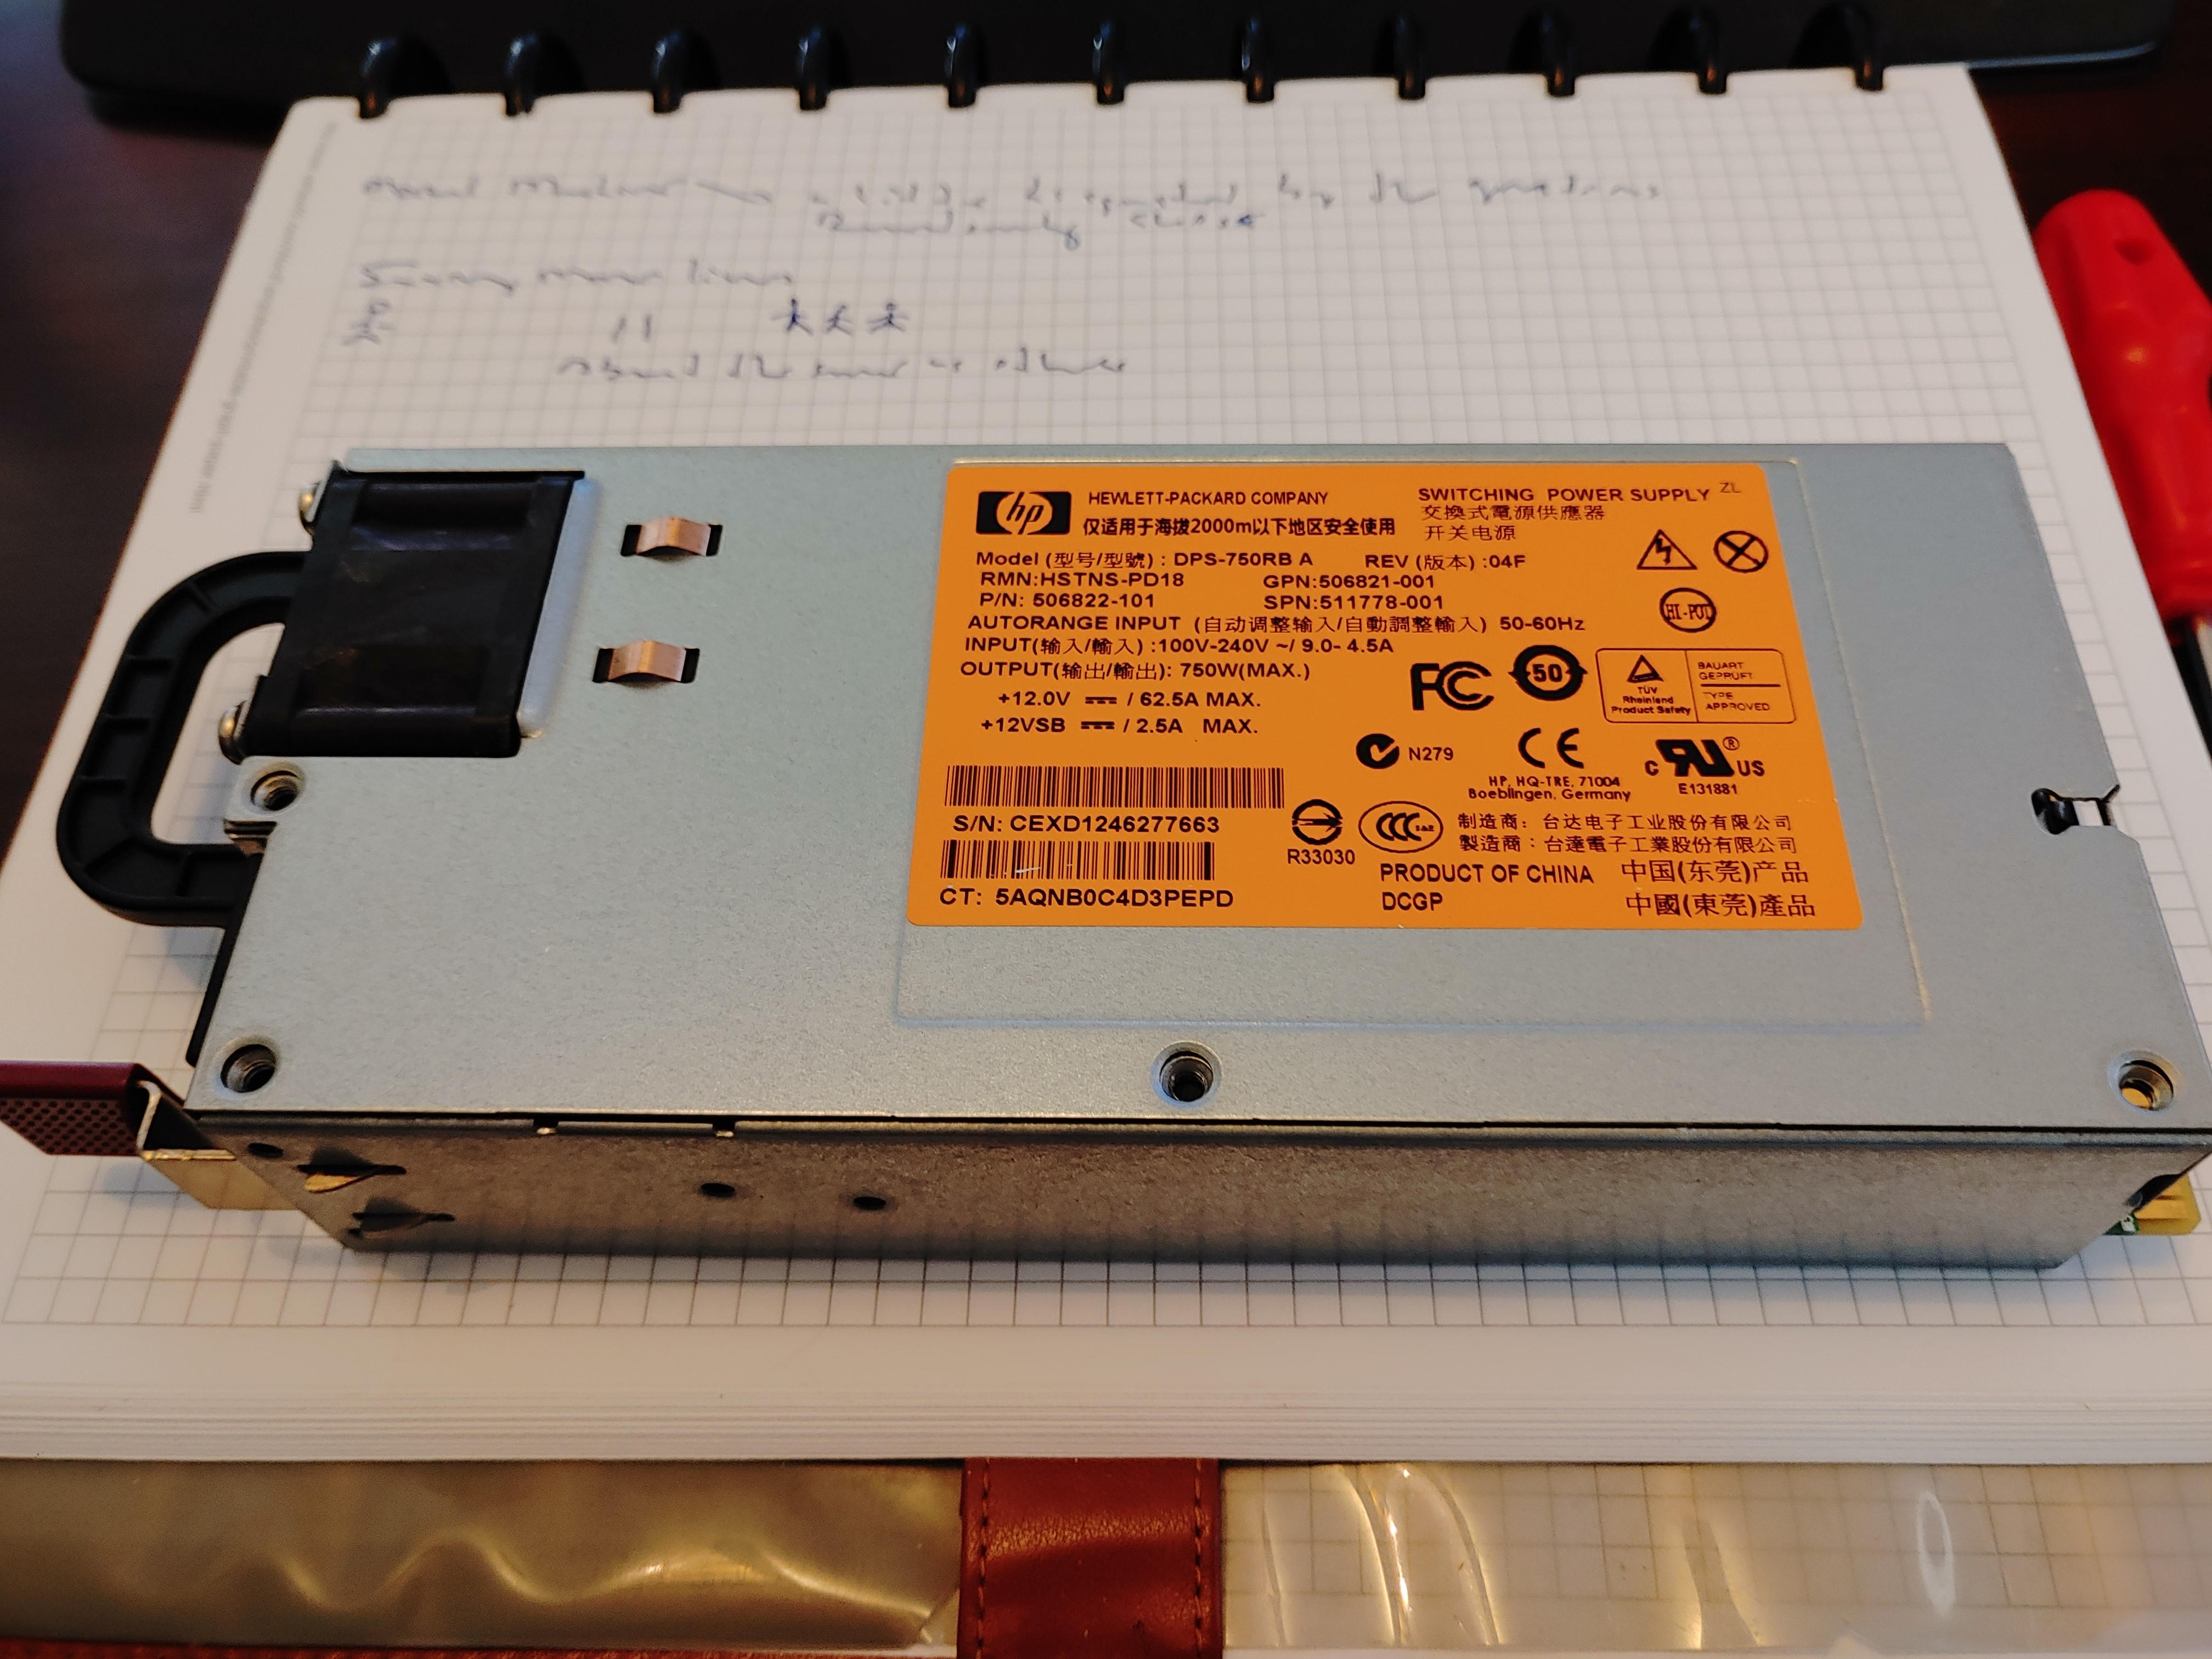 hp HEWLETT-PACKARD COMPANY
仅适用于海拔2000m以下地区安全使用
SWITCHING POWER SUPPLY ZL
交換式電源供應器
开关电源
Model (型号/型號) : DPS-750RB A REV (版本) :04F
RMN:HSTNS-PD18 GPN:506821-001
P/N: 506822-101 SPN:511778-001
AUTORANGE INPUT (自动调整输入/自動調整輸入) 50-60Hz
INPUT(输入/輸入) :100V-240V ~/ 9.0- 4.5A
OUTPUT(输出/輸出): 750W(MAX.)
+12.0V ⎓ / 62.5A MAX.
+12VSB ⎓ / 2.5A MAX.
HI-POT
FC
50
TÜV
Rheinland
Product Safety
BAUART
GEPRÜFT
TYPE
APPROVED
N279
CE
HP, HQ-TRE, 71004
Boeblingen, Germany
c RU ® US
E131881
S/N: CEXD1246277663
R33030
CCC
制造商: 台达电子工业股份有限公司
製造商: 台達電子工業股份有限公司
CT: 5AQNB0C4D3PEPD
PRODUCT OF CHINA 中国(东莞)产品
DCGP 中國(東莞)產品